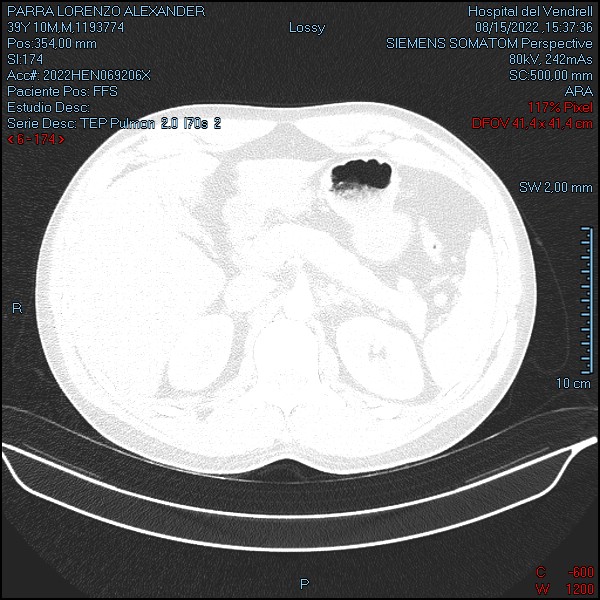 PARRA LORENZO ALEXANDER
39Y 10M,M,1193774
Pos:354,00 mm
SI:174
Acc#: 2022HEN069206X
Paciente Pos: FFS
Estudio Desc:
Serie Desc: TEP Pulmon 2.0 I70s 2
< 6 - 174 >
Lossy
Hospital del Vendrell
08/15/2022 ,15:37:36
SIEMENS SOMATOM Perspective
80kV, 242mAs
SC:500,00 mm
ARA
117% Pixel
DFOV 41,4 x 41,4 cm
SW 2,00 mm
R
10 cm
P
C -600
W 1200